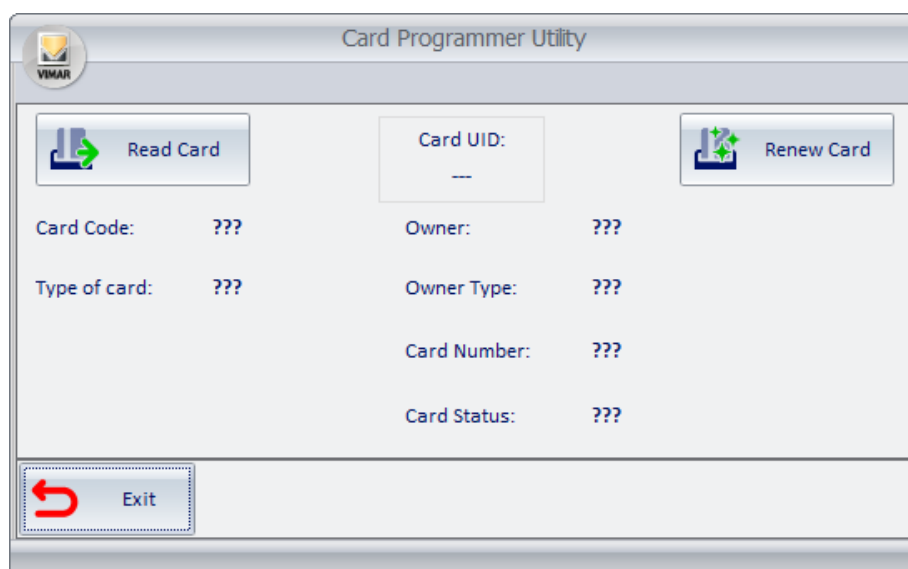 Card Programmer Utility
VIMAR
Read Card
Card UID:
---
Renew Card
Card Code: ???
Owner: ???
Type of card: ???
Owner Type: ???
Card Number: ???
Card Status: ???
Exit